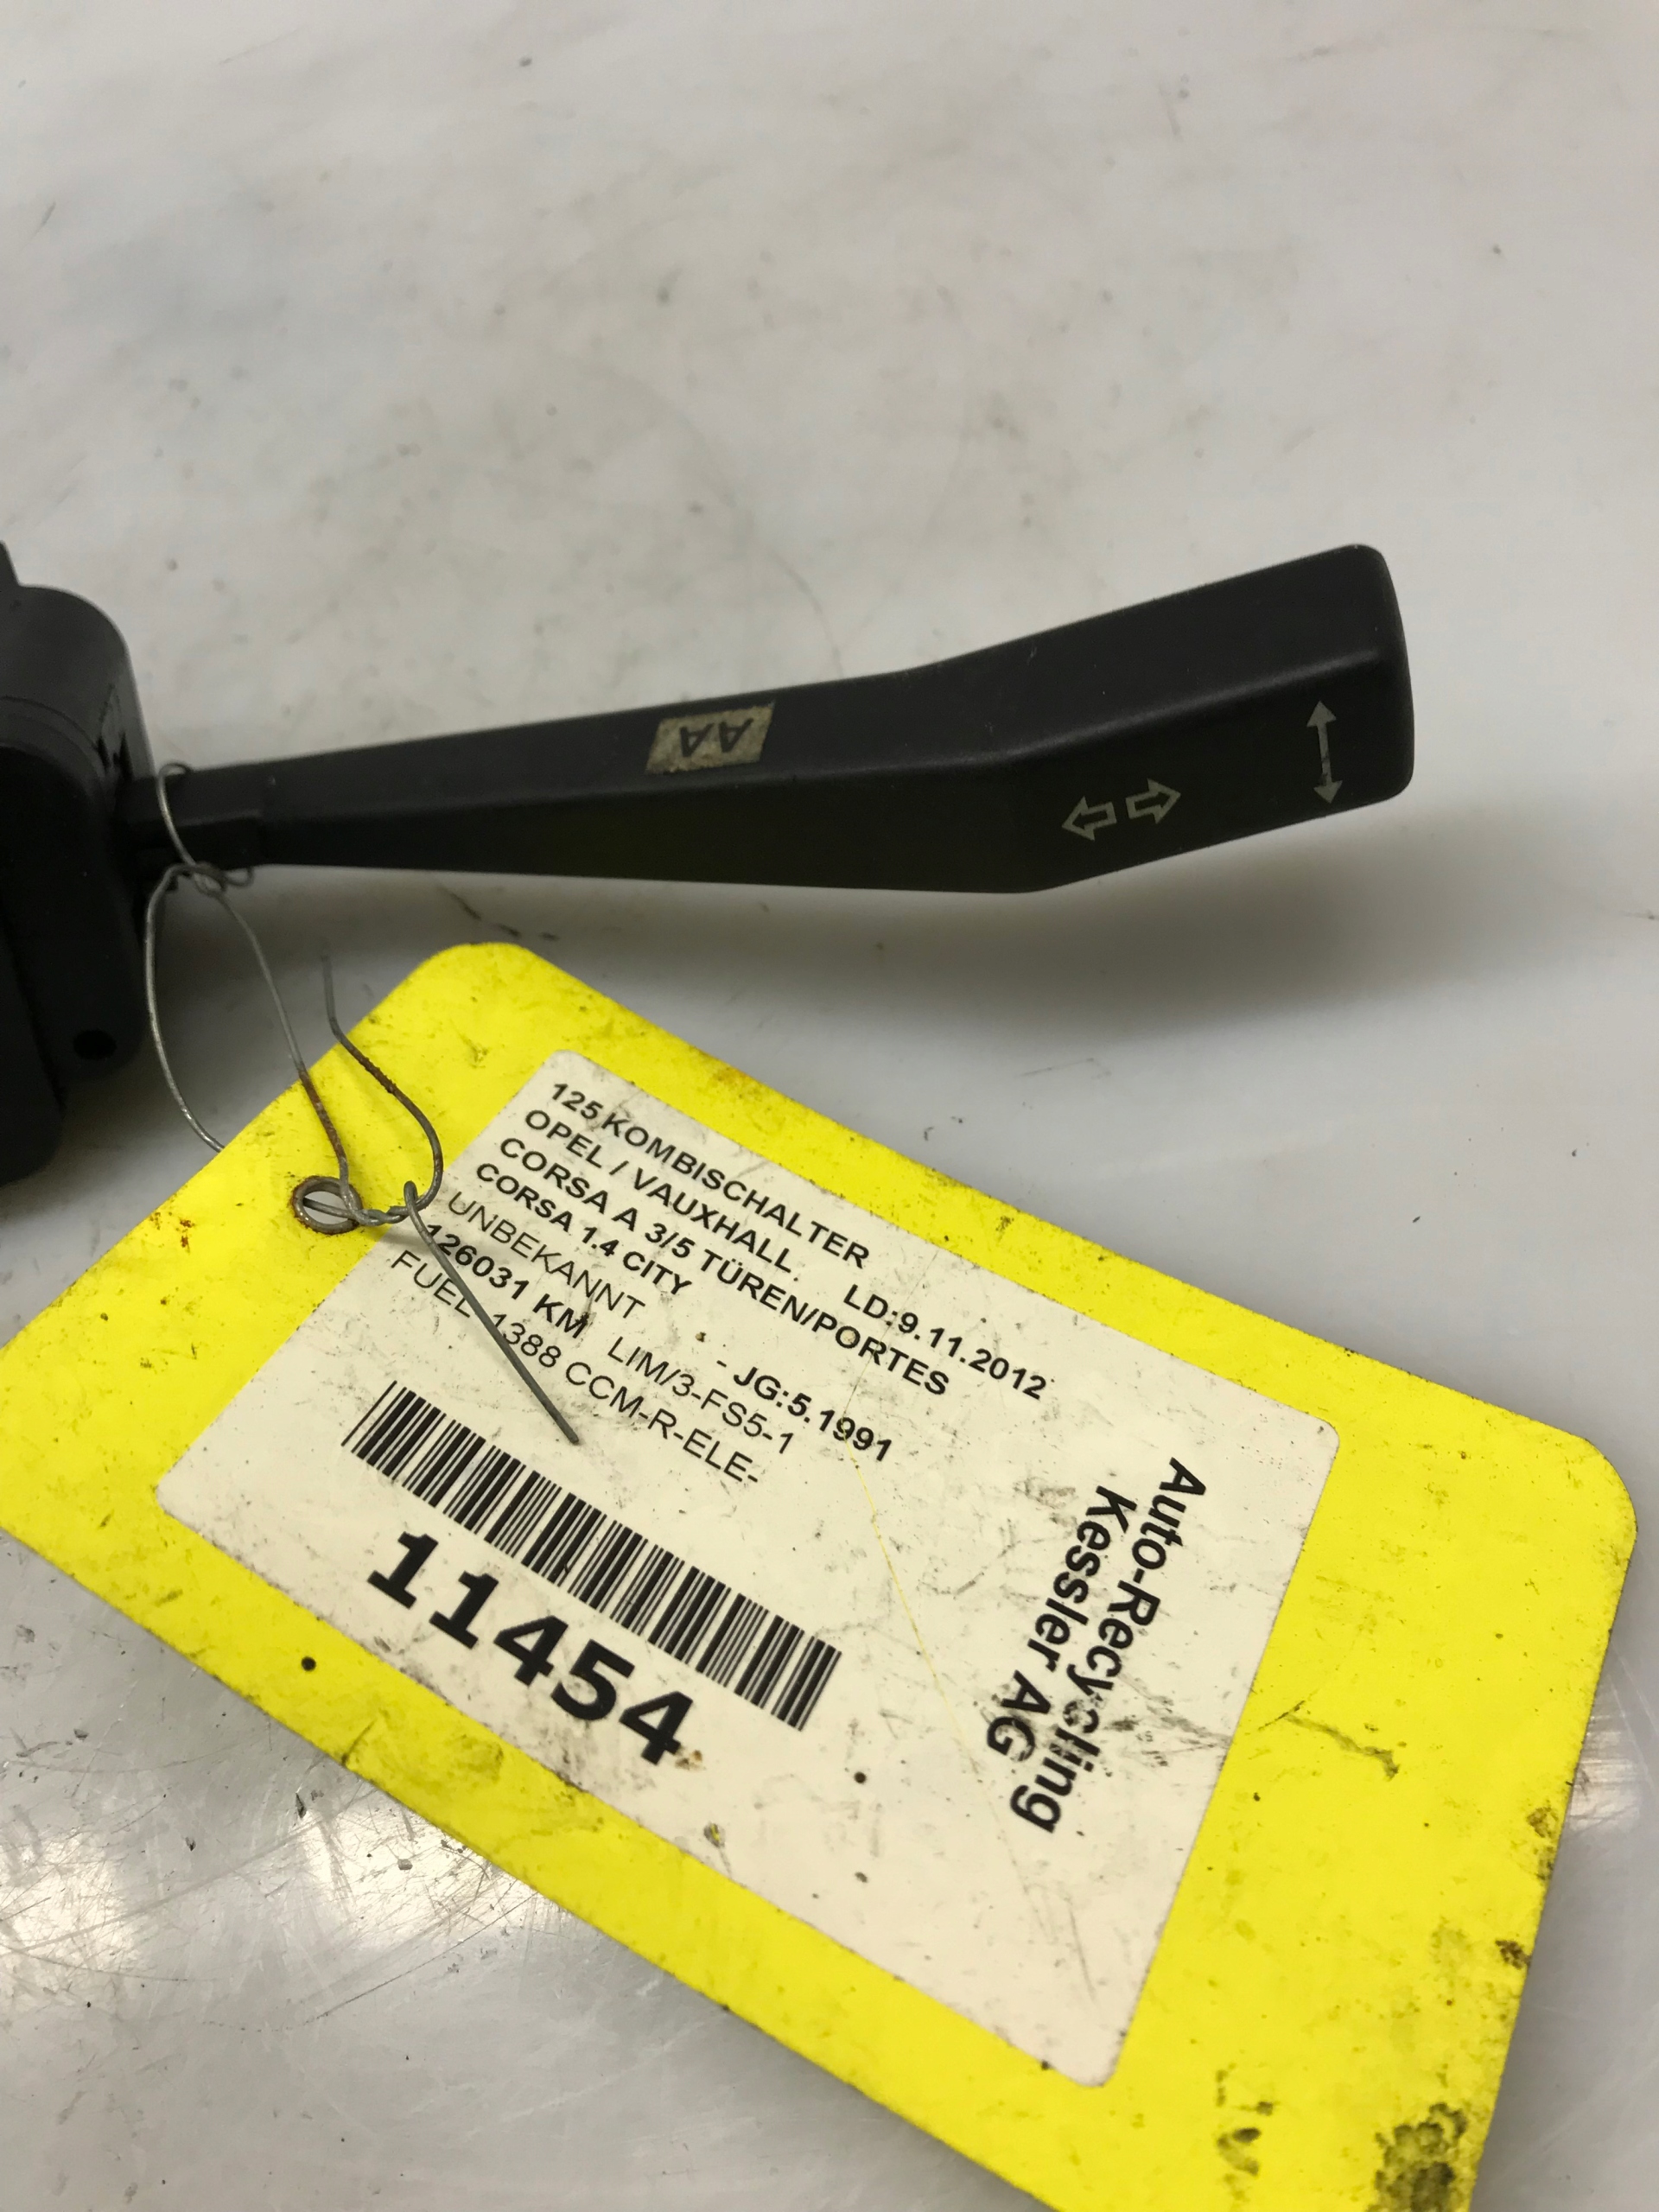 AA
125 KOMBISCHALTER
OPEL / VAUXHALL. LD:9.11.2012
CORSA A 3/5 TÜREN/PORTES
CORSA 1.4 CITY
UNBEKANNT - JG:5.1991
126031 KM LIM/3-FS5-1
FUEL 1388 CCM-R-ELE-
11454
Auto-Recycling
Kessler AG